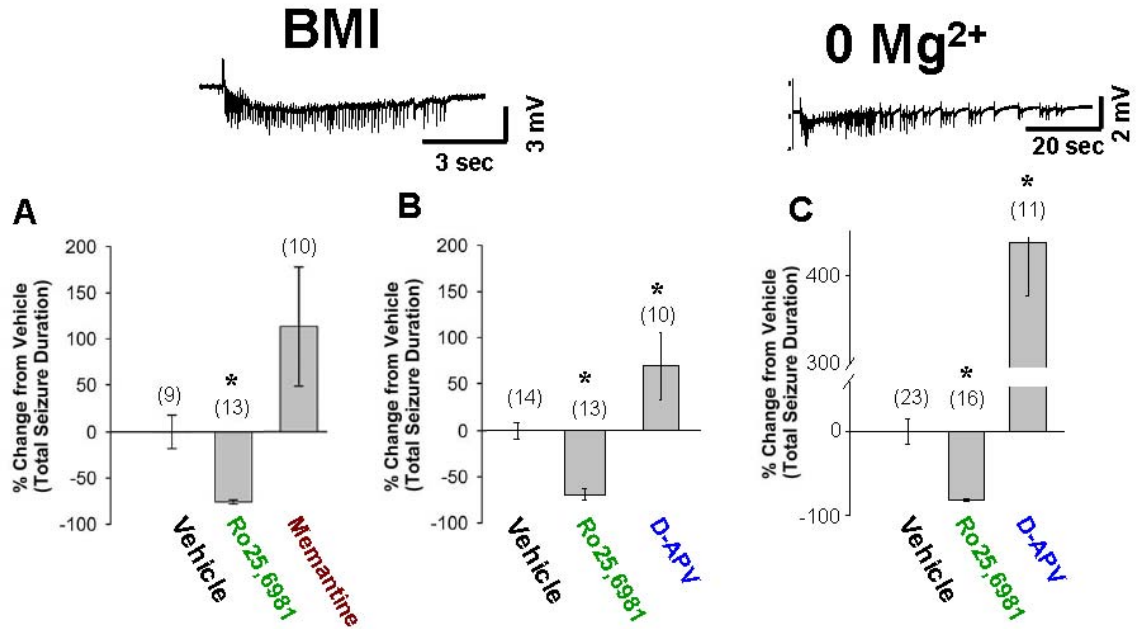 BMI
0 Mg²⁺
3 mV
3 sec
2 mV
20 sec
A
% Change from Vehicle
(Total Seizure Duration)
200
150
100
50
0
-50
-100
(9)
*
(13)
(10)
Vehicle
Ro25,6981
Memantine
B
% Change from Vehicle
(Total Seizure Duration)
200
150
100
50
0
-50
-100
(14)
*
(13)
*
(10)
Vehicle
Ro25,6981
D-APV
C
% Change from Vehicle
(Total Seizure Duration)
400
300
0
-100
(23)
*
(16)
*
(11)
Vehicle
Ro25,6981
D-APV